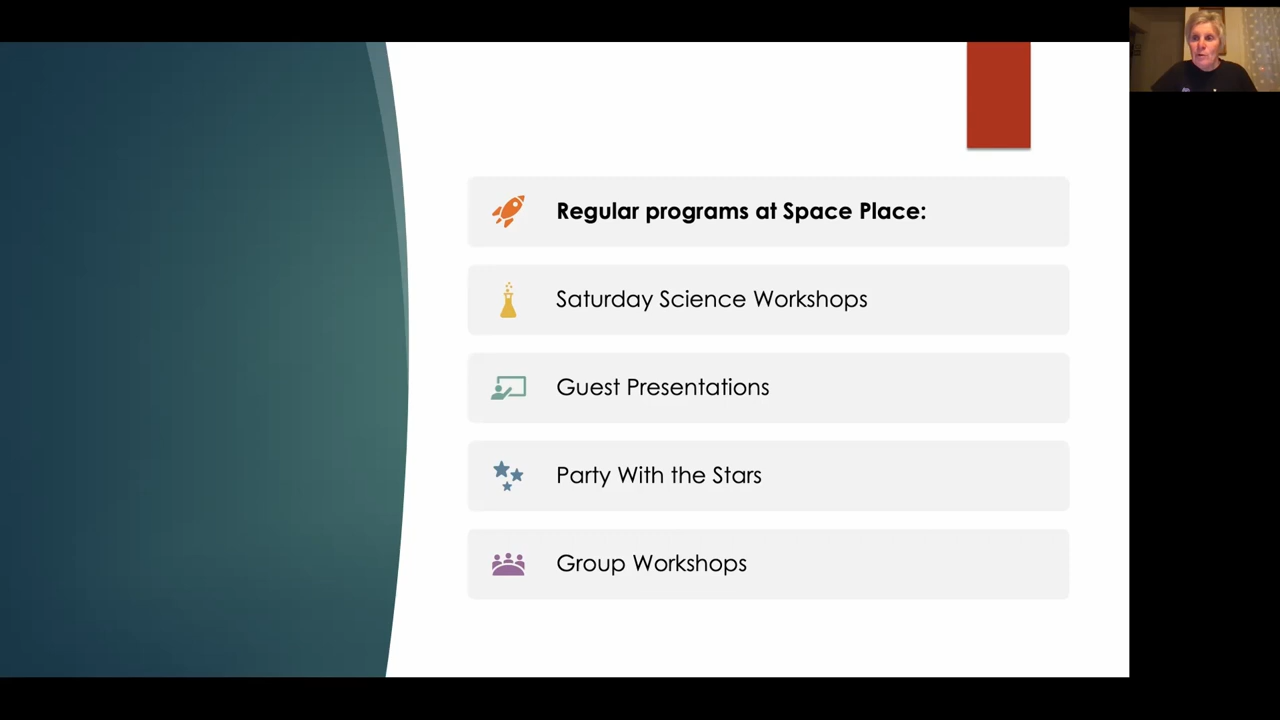 Regular programs at Space Place:
Saturday Science Workshops
Guest Presentations
Party With the Stars
Group Workshops